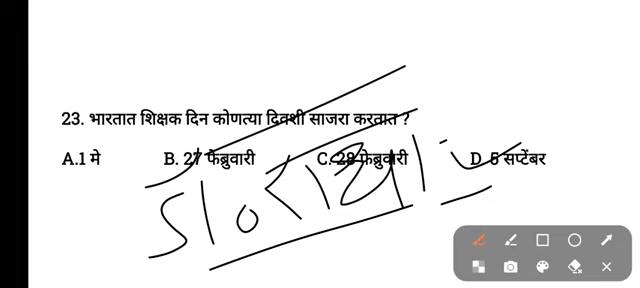 23. भारतात शिक्षक दिन कोणत्या दिवशी साजरा करतात ?
A.1 मे B. 27 फेब्रुवारी C. 28 फेब्रुवारी D 5 सप्टेंबर